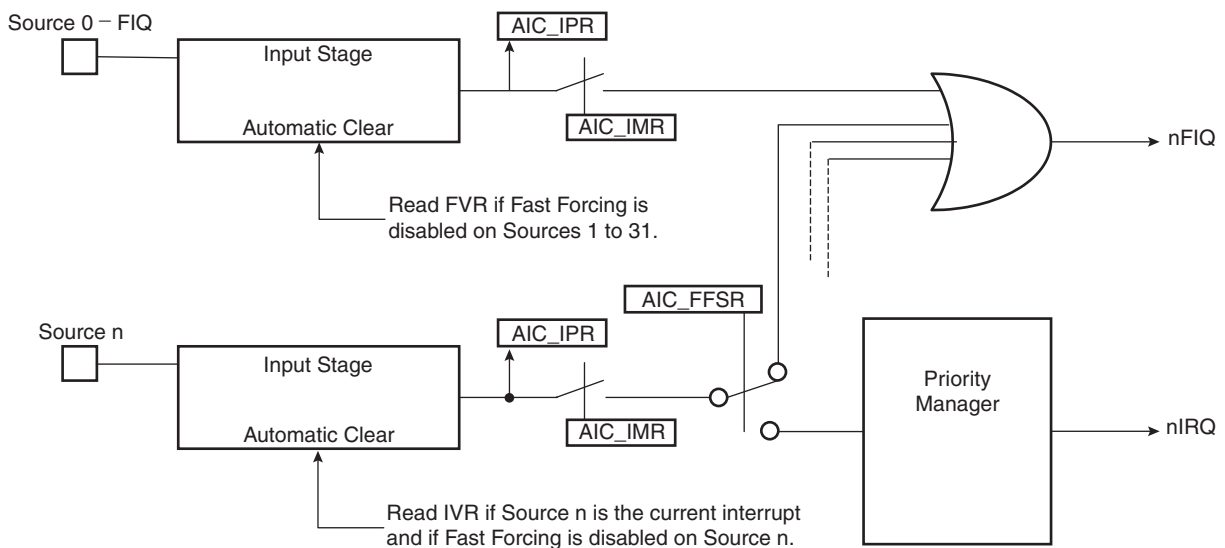 Source 0 – FIQ
AIC_IPR
Input Stage
Automatic Clear
AIC_IMR
nFIQ
Read FVR if Fast Forcing is
disabled on Sources 1 to 31.
AIC_FFSR
Source n
AIC_IPR
Input Stage
Priority
Manager
Automatic Clear
AIC_IMR
nIRQ
Read IVR if Source n is the current interrupt
and if Fast Forcing is disabled on Source n.